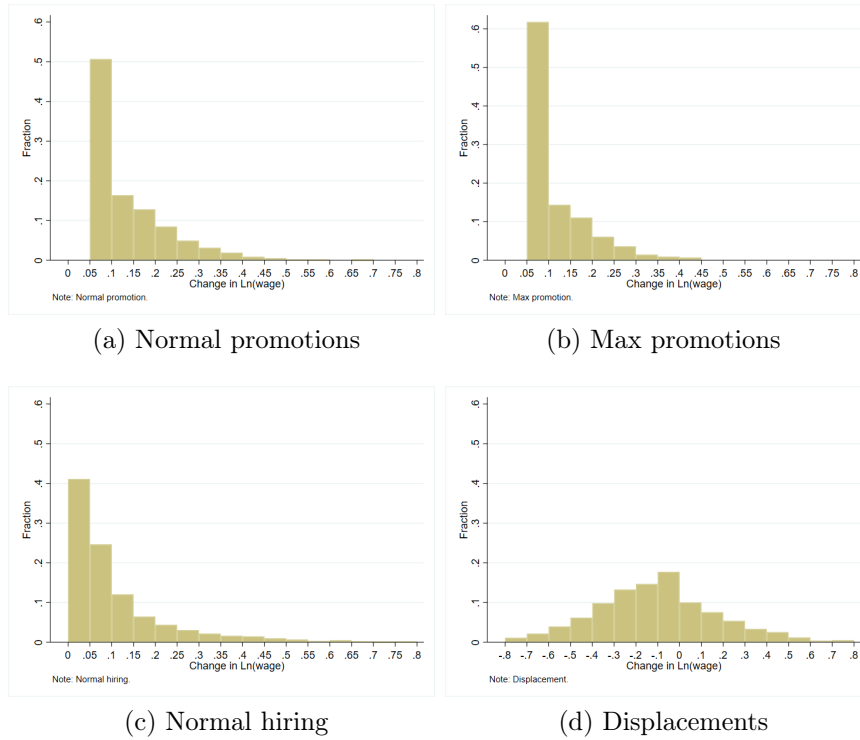 .6
.5
.4
.3
.2
.1
0
Fraction
0 .05 .1 .15 .2 .25 .3 .35 .4 .45 .5 .55 .6 .65 .7 .75 .8
Change in Ln(wage)
Note: Normal promotion.
(a) Normal promotions
.6
.5
.4
.3
.2
.1
0
Fraction
0 .05 .1 .15 .2 .25 .3 .35 .4 .45 .5 .55 .6 .65 .7 .75 .8
Change in Ln(wage)
Note: Max promotion.
(b) Max promotions
.6
.5
.4
.3
.2
.1
0
Fraction
0 .05 .1 .15 .2 .25 .3 .35 .4 .45 .5 .55 .6 .65 .7 .75 .8
Change in Ln(wage)
Note: Normal hiring.
(c) Normal hiring
.6
.5
.4
.3
.2
.1
0
Fraction
-.8 -.7 -.6 -.5 -.4 -.3 -.2 -.1 0 .1 .2 .3 .4 .5 .6 .7 .8
Change in Ln(wage)
Note: Displacement.
(d) Displacements